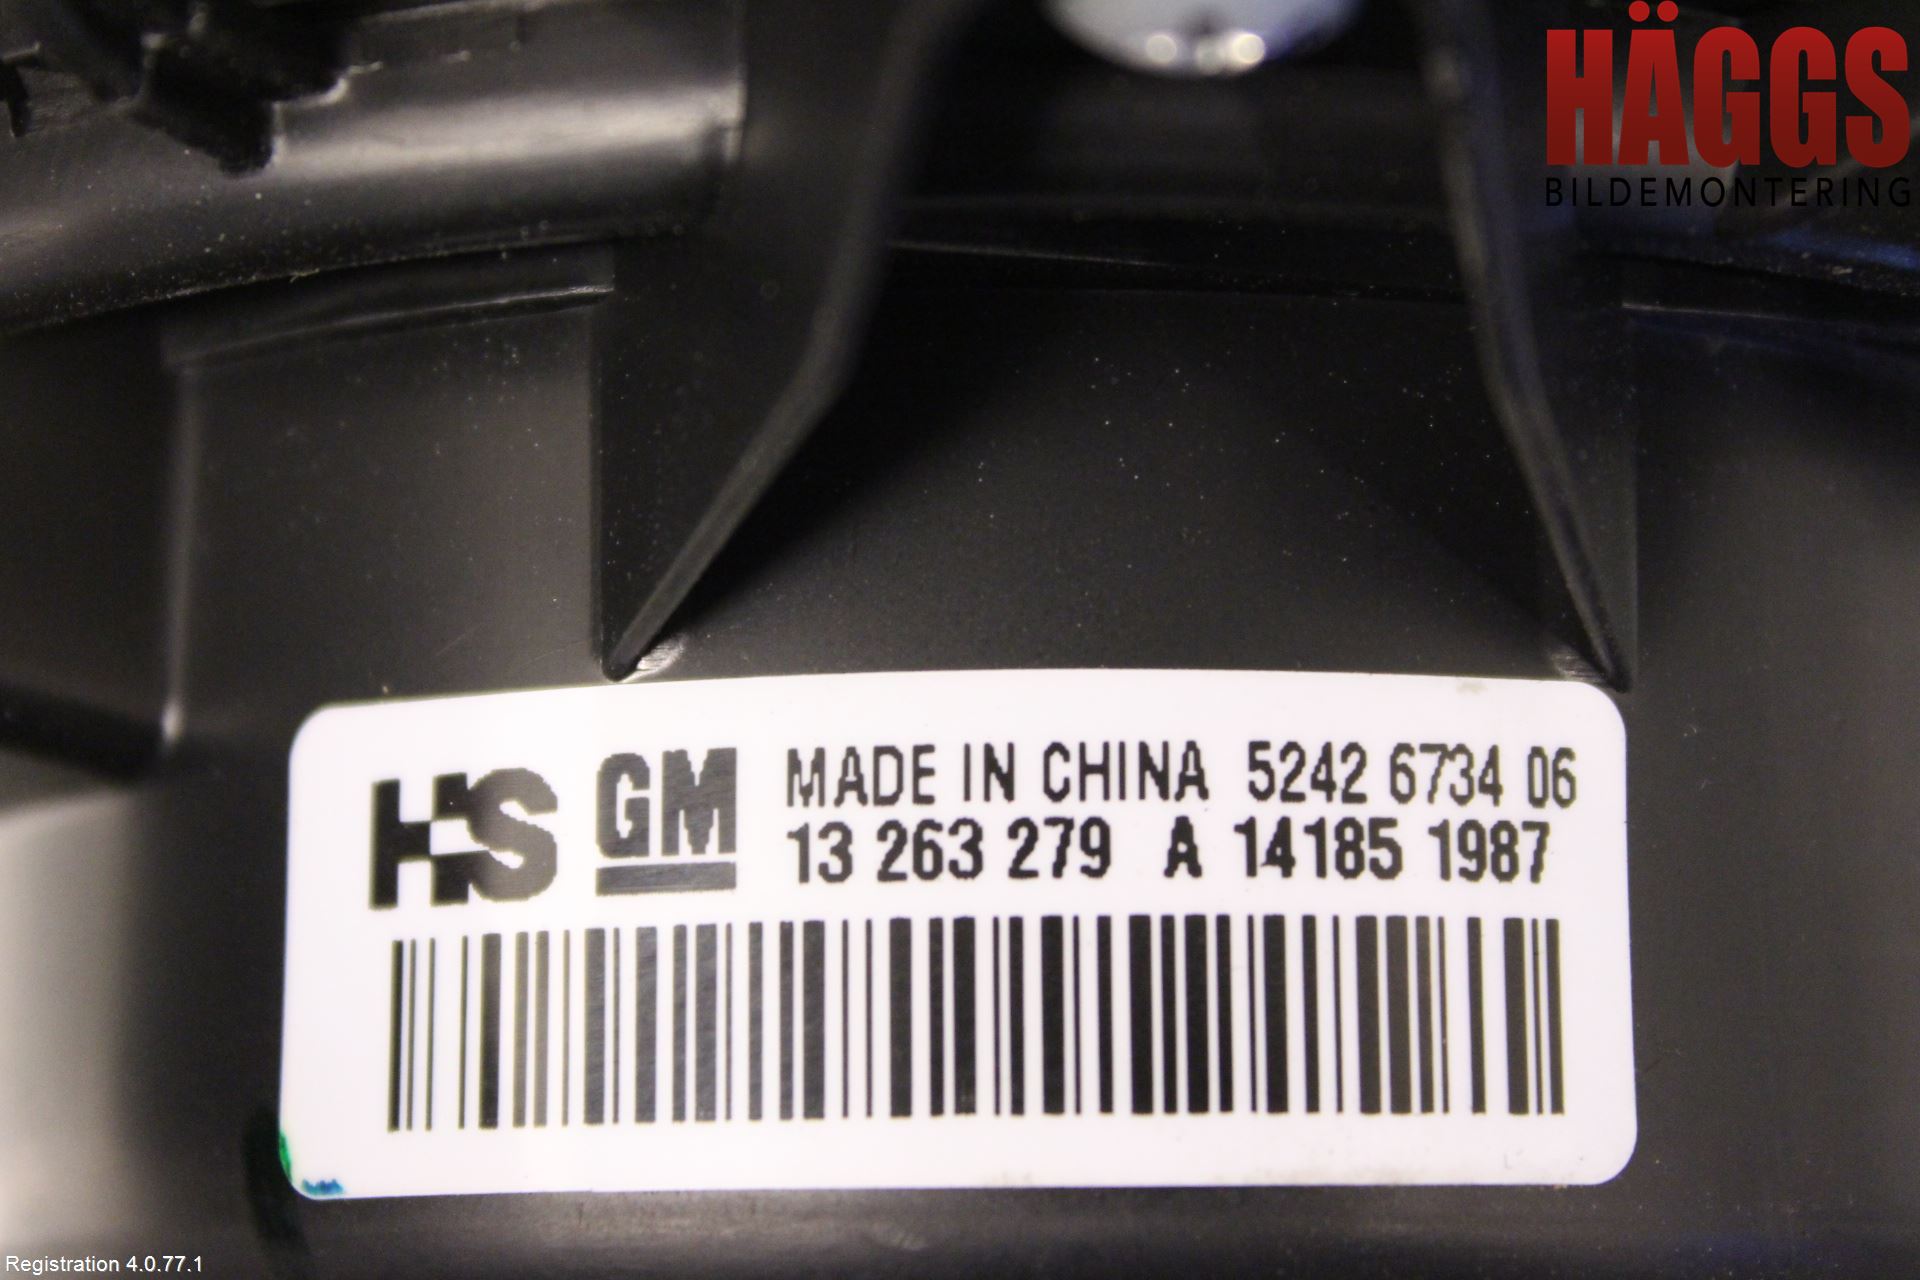 HÄGGS
BILDEMONTERING
HS GM MADE IN CHINA 5242 6734 06
13 263 279 A 14185 1987
Registration 4.0.77.1